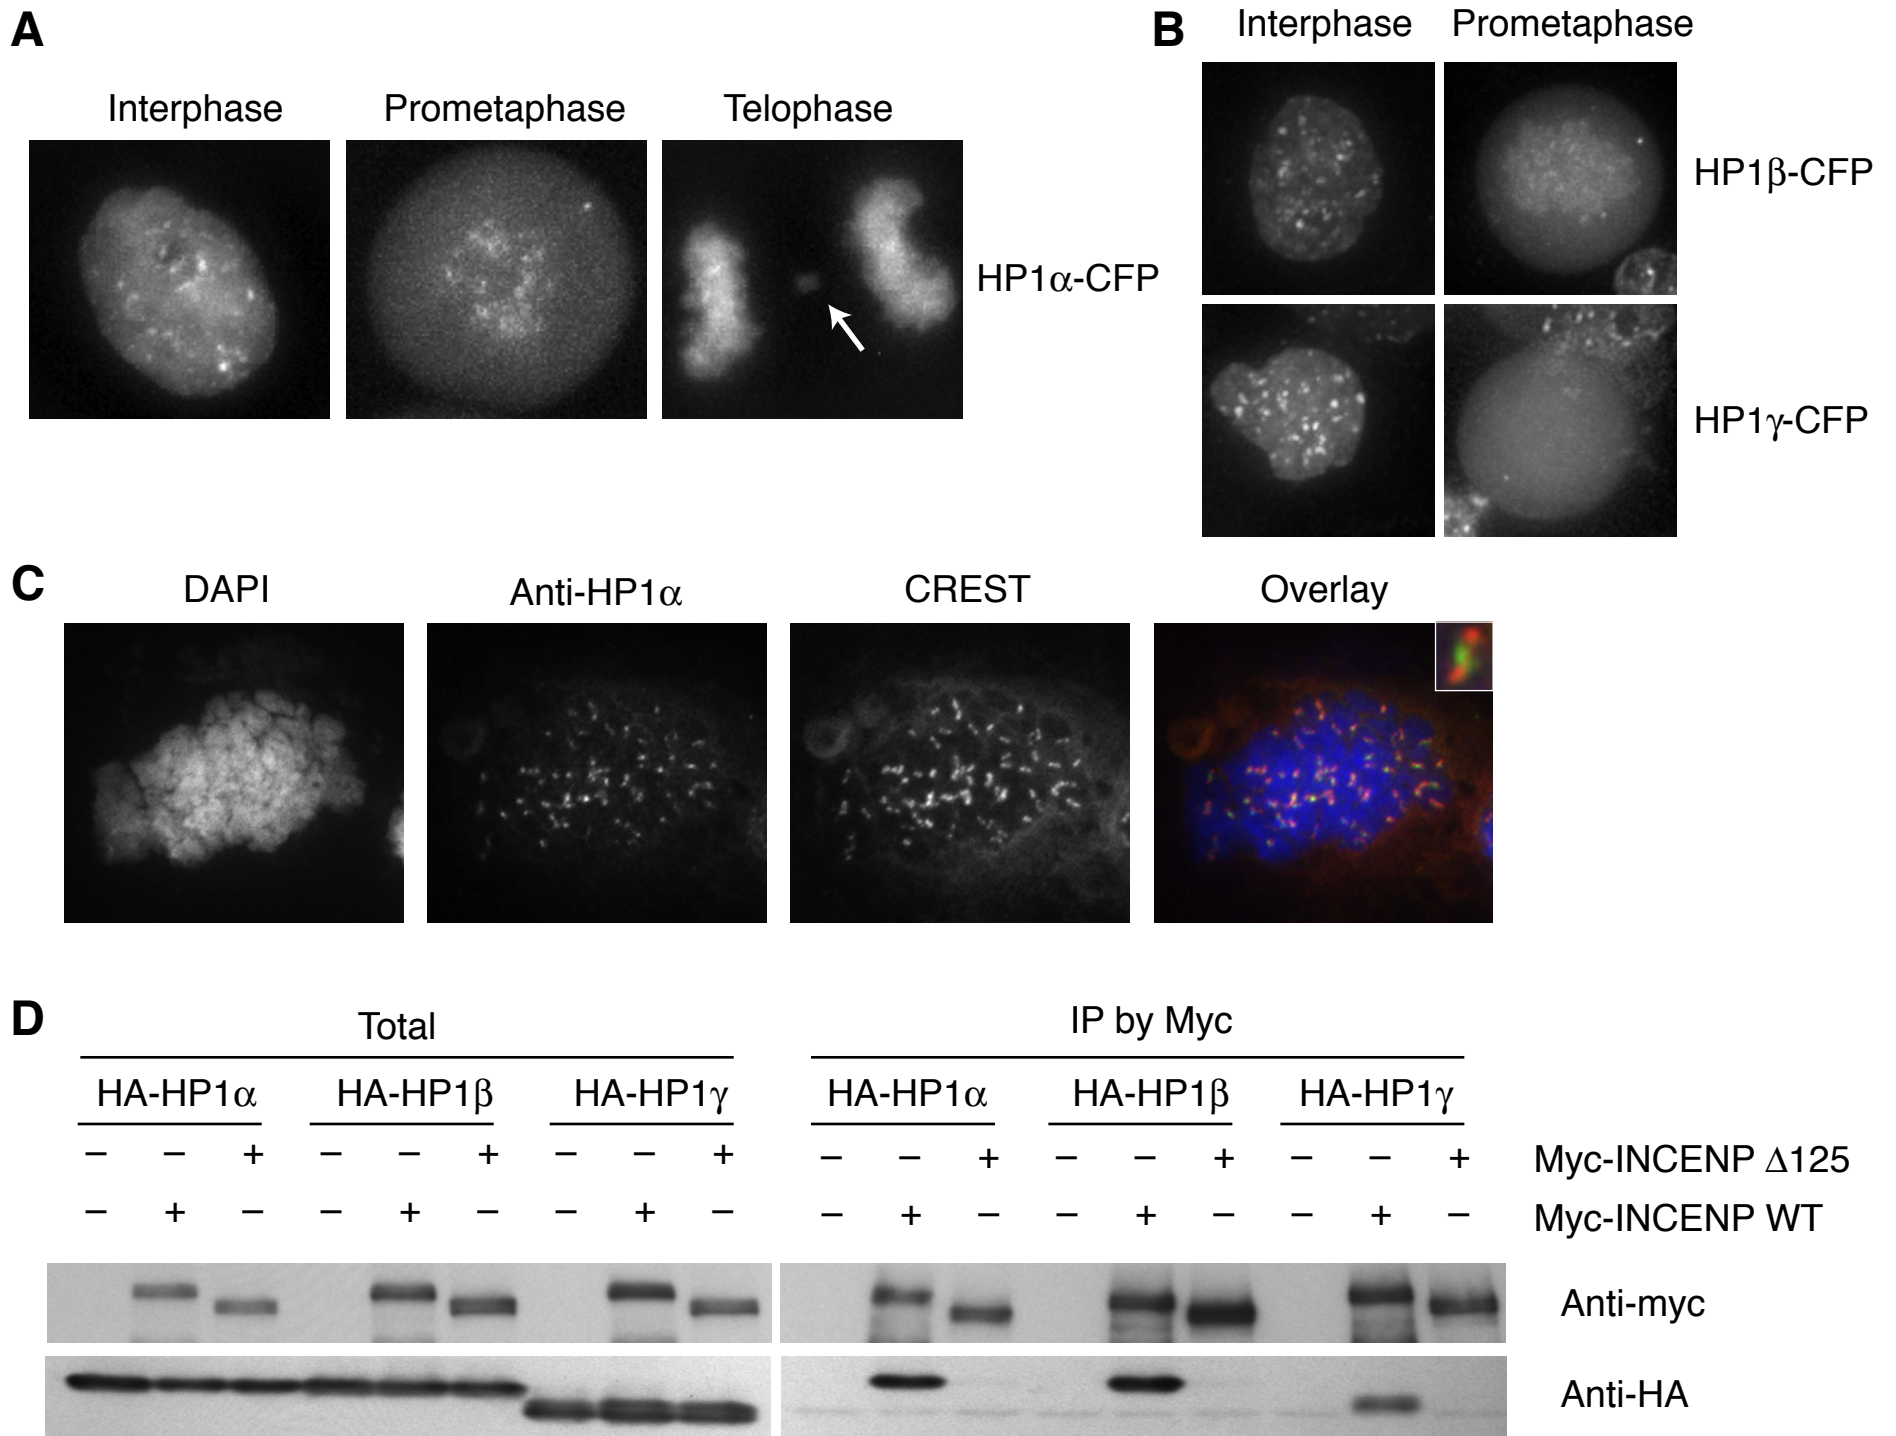 A
Interphase Prometaphase Telophase
HP1α-CFP
B
Interphase Prometaphase
HP1β-CFP
HP1γ-CFP
C
DAPI Anti-HP1α CREST Overlay
D
Total IP by Myc
HA-HP1α HA-HP1β HA-HP1γ HA-HP1α HA-HP1β HA-HP1γ
– – + – – + – – + – – + – – + – – + Myc-INCENP Δ125
– + – – + – – + – – + – – + – – + – Myc-INCENP WT
Anti-myc
Anti-HA